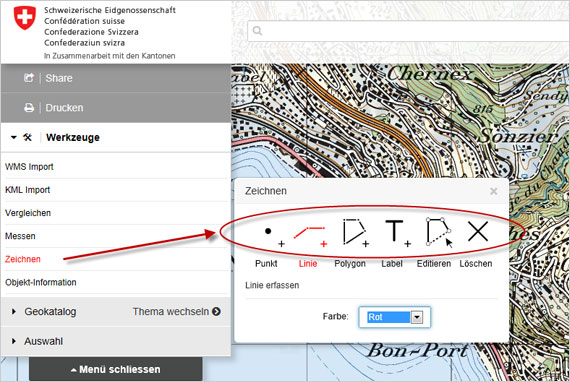 Schweizerische Eidgenossenschaft
Confédération suisse
Confederazione Svizzera
Confederaziun svizra
In Zusammenarbeit mit den Kantonen
Share
Drucken
Werkzeuge
WMS Import
KML Import
Vergleichen
Messen
Zeichnen
Objekt-Information
Geokatalog Thema wechseln
Auswahl
Menü schliessen
Chernex
Sonzier
Zeichnen
Punkt Linie Polygon Label Editieren Löschen
Linie erfassen
Farbe: Rot
Bon-Port